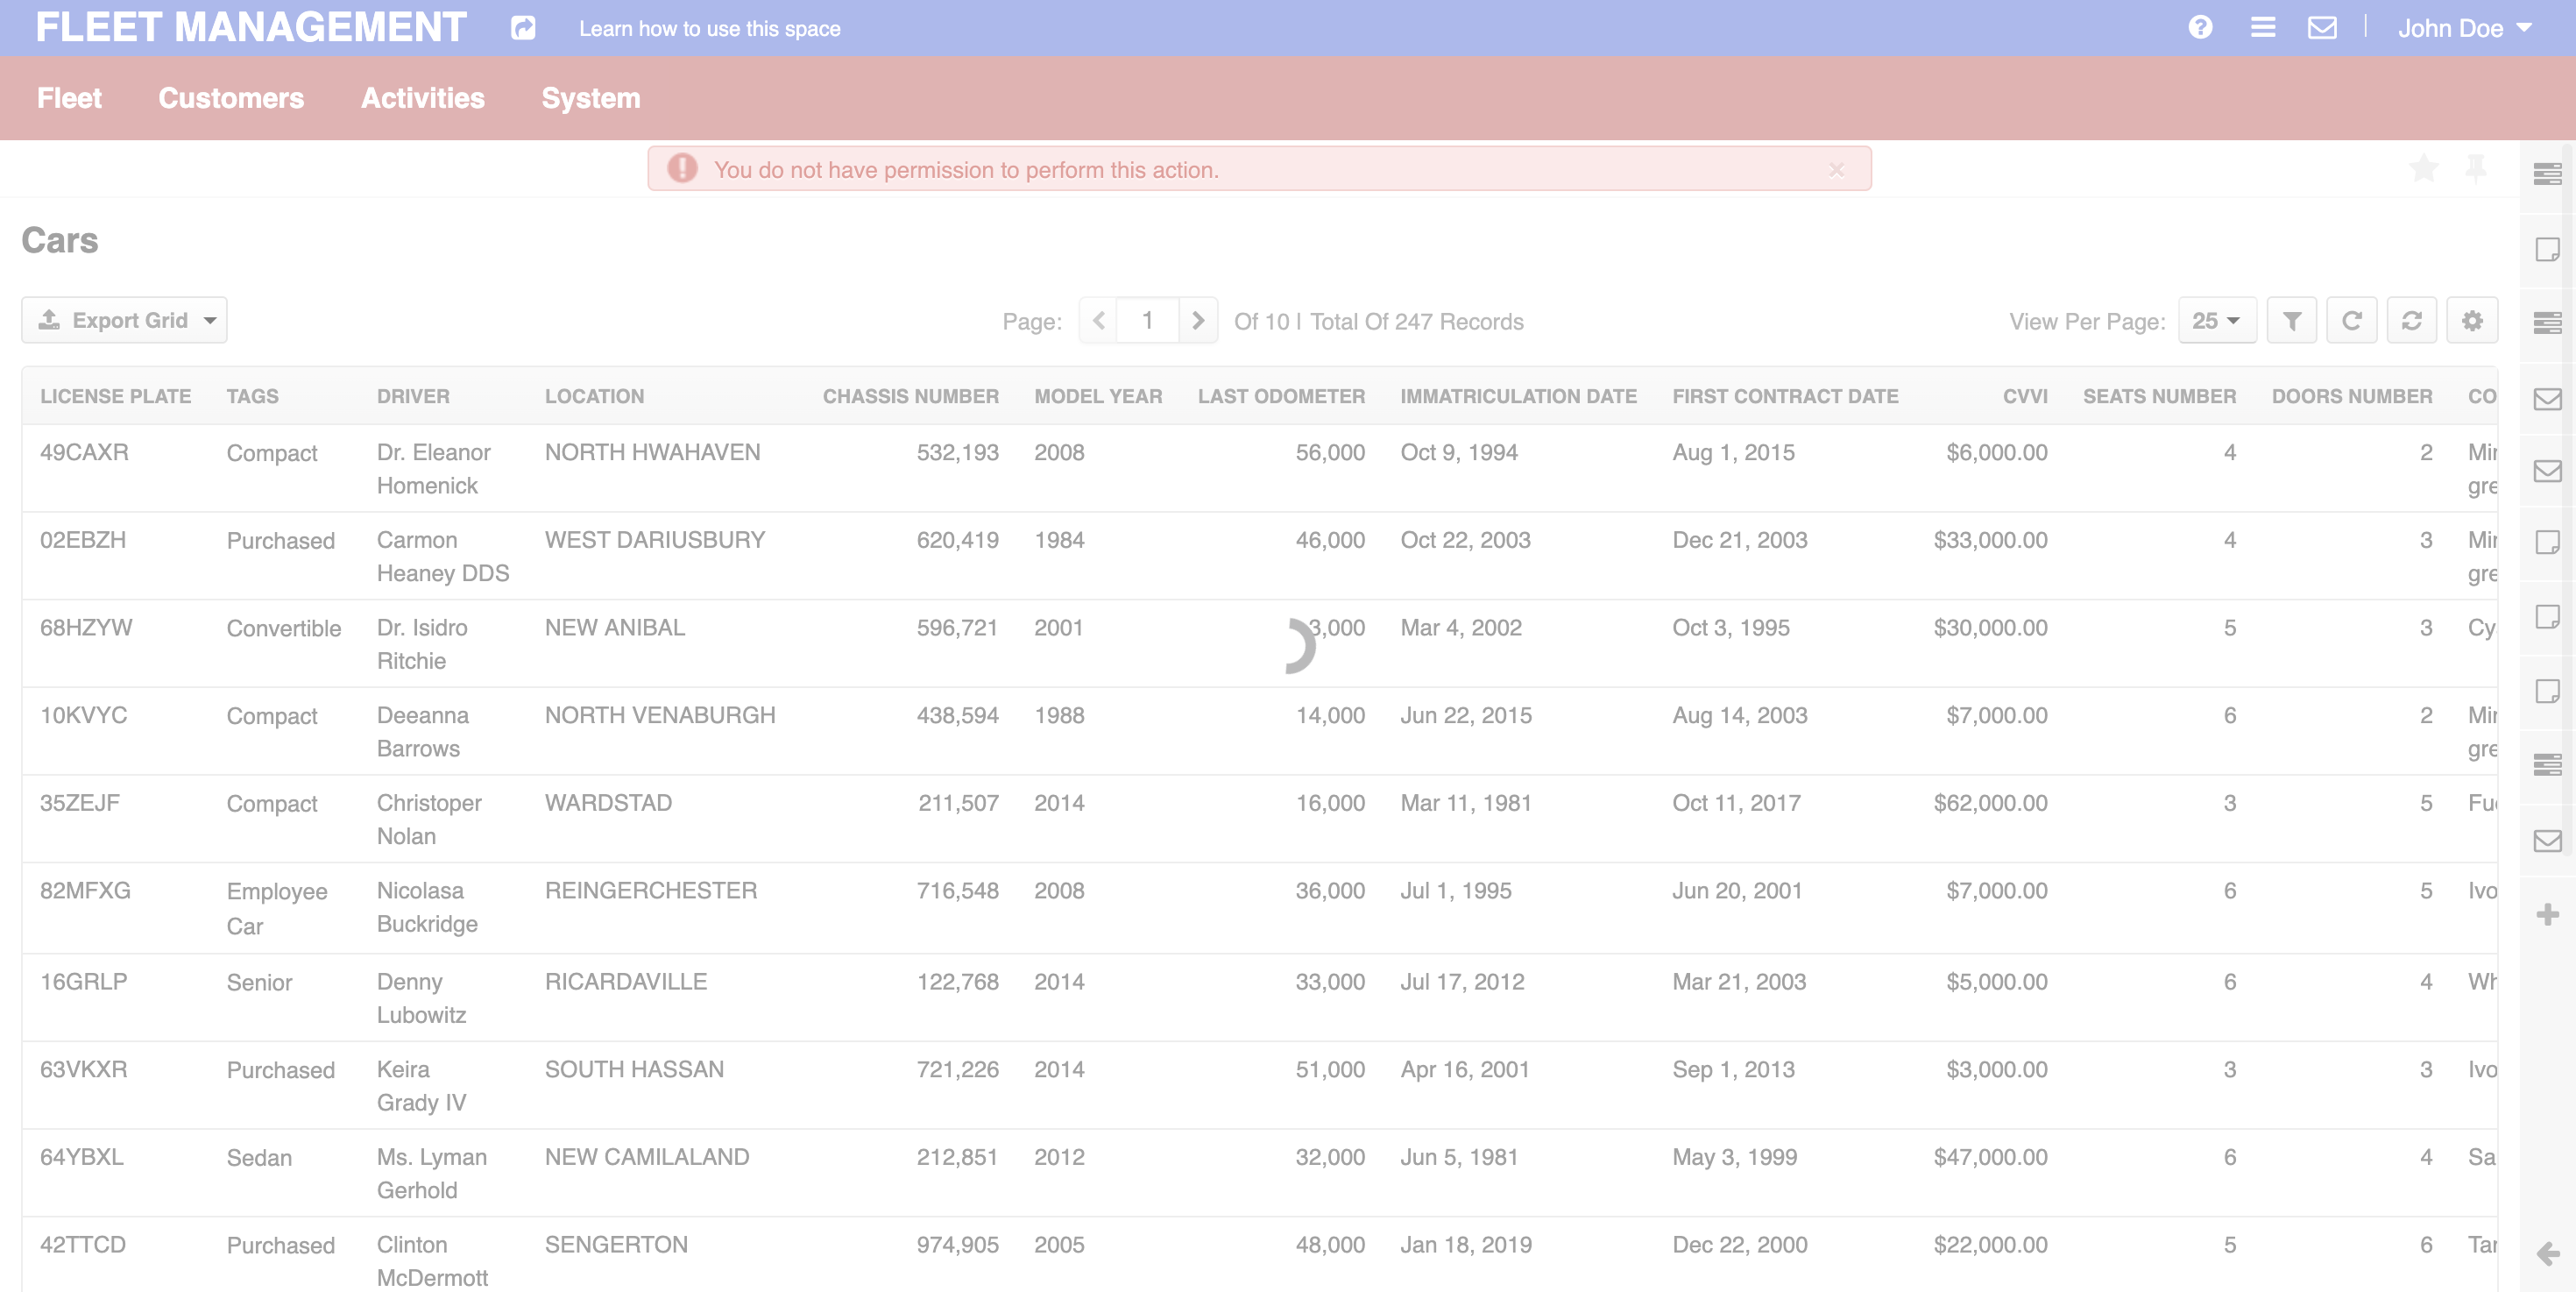 FLEET MANAGEMENT Learn how to use this space John Doe
Fleet Customers Activities System
You do not have permission to perform this action.
Cars
Export Grid Page: 1 Of 10 | Total Of 247 Records View Per Page: 25
LICENSE PLATE TAGS DRIVER LOCATION CHASSIS NUMBER MODEL YEAR LAST ODOMETER IMMATRICULATION DATE FIRST CONTRACT DATE CVVI SEATS NUMBER DOORS NUMBER CO
49CAXR Compact Dr. Eleanor NORTH HWAHAVEN 532,193 2008 56,000 Oct 9, 1994 Aug 1, 2015 $6,000.00 4 2
Homenick gre
02EBZH Purchased Carmon WEST DARIUSBURY 620,419 1984 46,000 Oct 22, 2003 Dec 21, 2003 $33,000.00 4 3
Heaney DDS gre
68HZYW Convertible Dr. Isidro NEW ANIBAL 596,721 2001 3,000 Mar 4, 2002 Oct 3, 1995 $30,000.00 5 3 Cy
Ritchie
10KVYC Compact Deeanna NORTH VENABURGH 438,594 1988 14,000 Jun 22, 2015 Aug 14, 2003 $7,000.00 6 2
Barrows gre
35ZEJF Compact Christoper WARDSTAD 211,507 2014 16,000 Mar 11, 1981 Oct 11, 2017 $62,000.00 3 5
Nolan
82MFXG Employee Nicolasa REINGERCHESTER 716,548 2008 36,000 Jul 1, 1995 Jun 20, 2001 $7,000.00 6 5 Ivo
Car Buckridge
16GRLP Senior Denny RICARDAVILLE 122,768 2014 33,000 Jul 17, 2012 Mar 21, 2003 $5,000.00 6 4
Lubowitz
63VKXR Purchased Keira SOUTH HASSAN 721,226 2014 51,000 Apr 16, 2001 Sep 1, 2013 $3,000.00 3 3 Ivo
Grady IV
64YBXL Sedan Ms. Lyman NEW CAMILALAND 212,851 2012 32,000 Jun 5, 1981 May 3, 1999 $47,000.00 6 4 Sa
Gerhold
42TTCD Purchased Clinton SENGERTON 974,905 2005 48,000 Jan 18, 2019 Dec 22, 2000 $22,000.00 5 6
McDermott